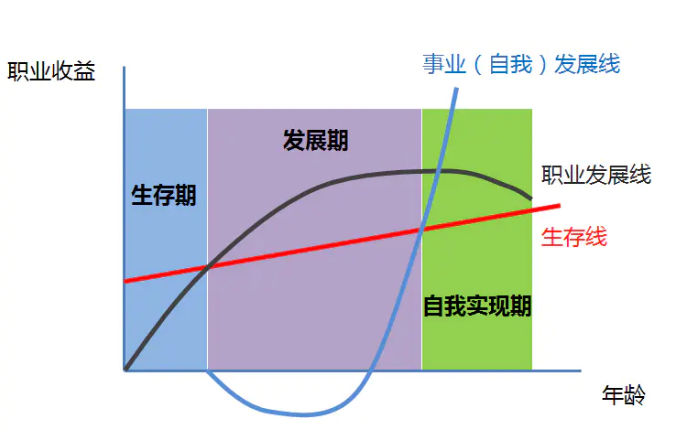 事业（自我）发展线
职业收益
发展期
生存期
职业发展线
生存线
自我实现期
年龄